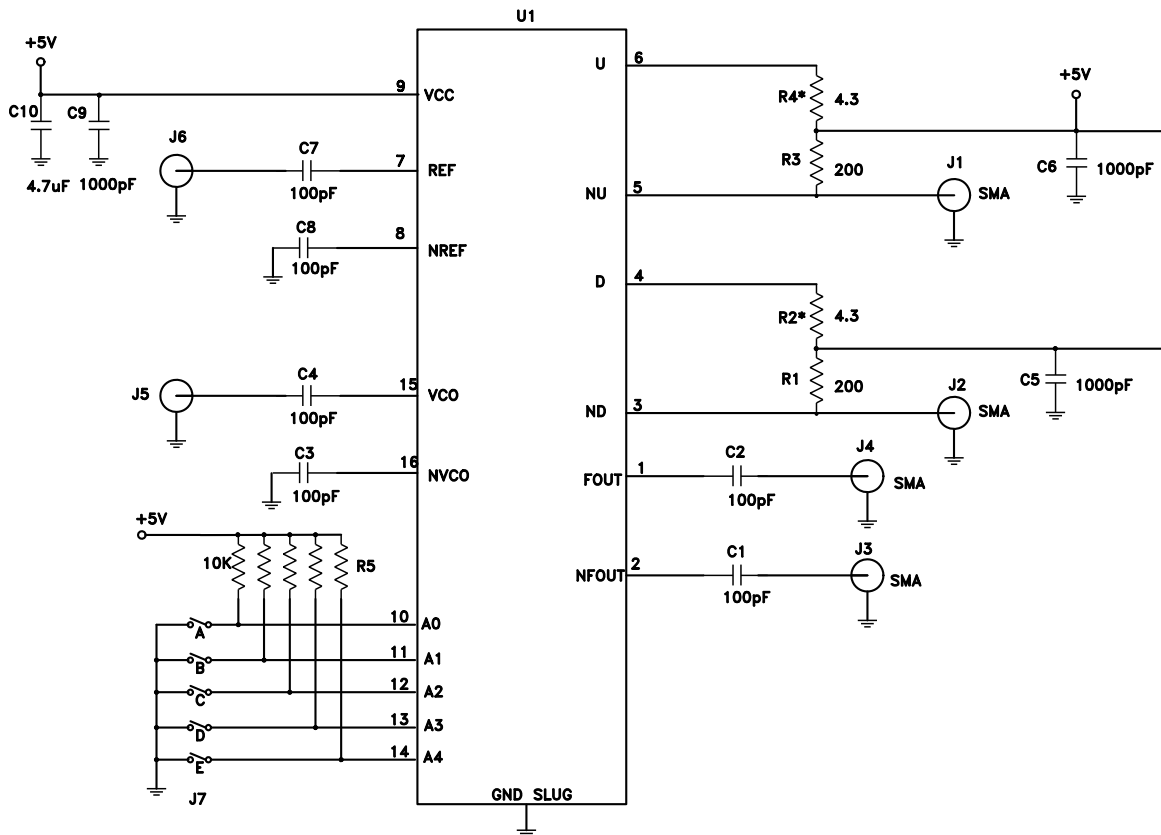 U1
+5V
9
VCC
C10
C9
4.7uF
1000pF
J6
C7
7
REF
100pF
C8
8
NREF
100pF
J5
C4
15
VCO
100pF
C3
16
NVCO
100pF
+5V
10K
R5
A
10
A0
B
11
A1
C
12
A2
D
13
A3
E
14
A4
J7
GND SLUG
U
6
R4*
4.3
+5V
R3
200
C6
1000pF
NU
5
J1
SMA
D
4
R2*
4.3
R1
200
C5
1000pF
ND
3
J2
SMA
FOUT
1
C2
100pF
J4
SMA
NFOUT
2
C1
100pF
J3
SMA